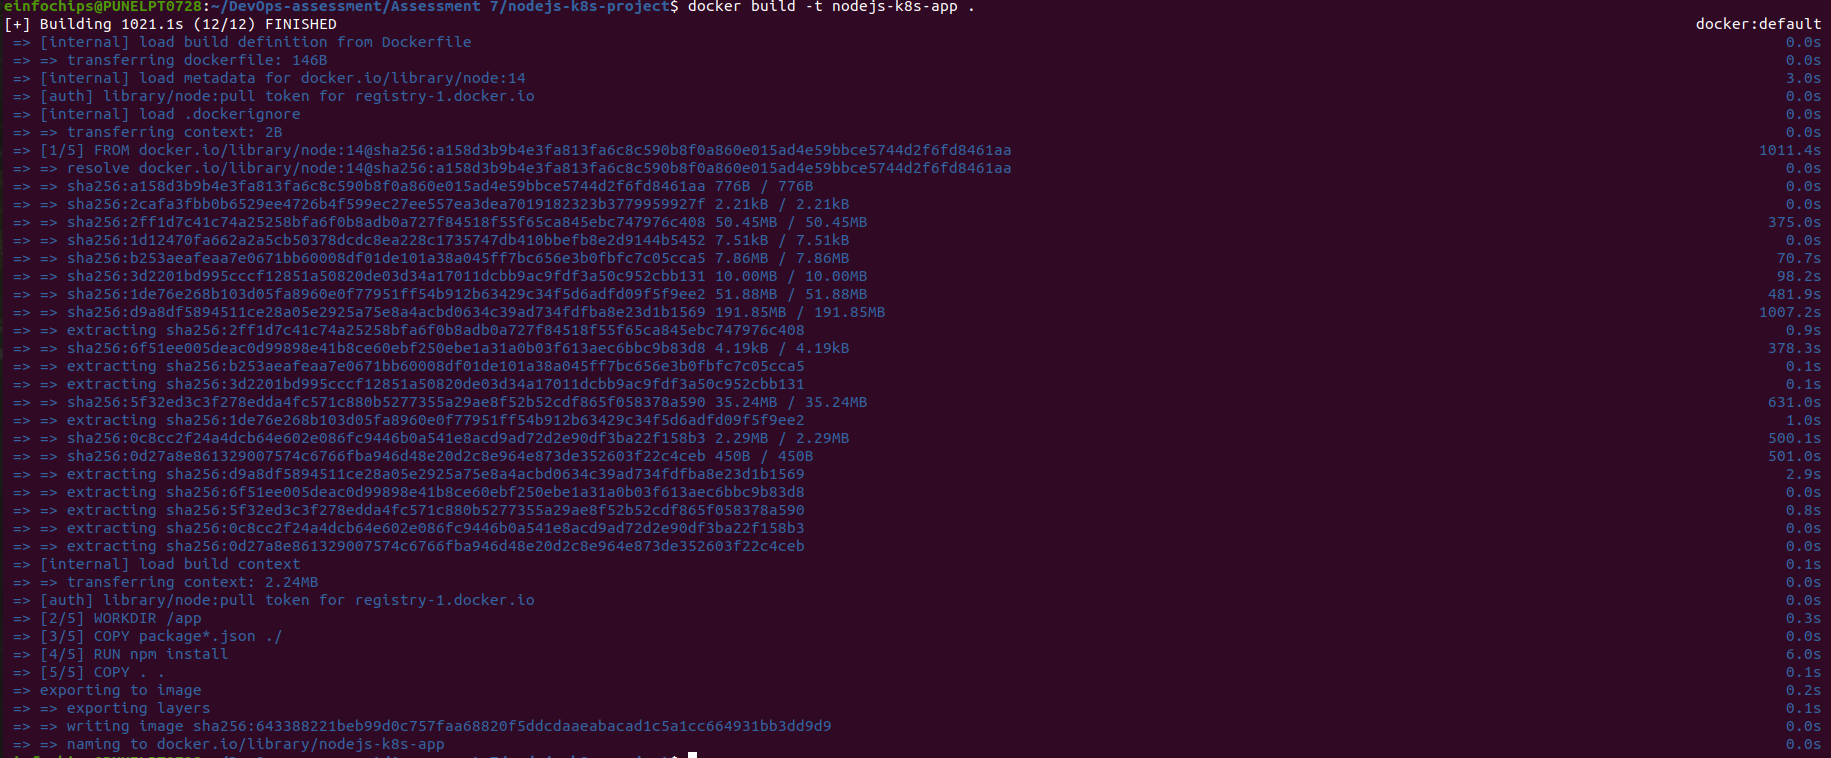 einfochips@PUNELPT0728:~/DevOps-assessment/Assessment 7/nodejs-k8s-project$ docker build -t nodejs-k8s-app .
[+] Building 1021.1s (12/12) FINISHED docker:default
=> [internal] load build definition from Dockerfile 0.0s
=> => transferring dockerfile: 146B 0.0s
=> [internal] load metadata for docker.io/library/node:14 3.0s
=> [auth] library/node:pull token for registry-1.docker.io 0.0s
=> [internal] load .dockerignore 0.0s
=> => transferring context: 2B 0.0s
=> [1/5] FROM docker.io/library/node:14@sha256:a158d3b9b4e3fa813fa6c8c590b8f0a860e015ad4e59bbce5744d2f6fd8461aa 1011.4s
=> => resolve docker.io/library/node:14@sha256:a158d3b9b4e3fa813fa6c8c590b8f0a860e015ad4e59bbce5744d2f6fd8461aa 0.0s
=> => sha256:a158d3b9b4e3fa813fa6c8c590b8f0a860e015ad4e59bbce5744d2f6fd8461aa 776B / 776B 0.0s
=> => sha256:2cafa3fbb0b6529ee4726b4f599ec27ee557ea3dea7019182323b3779959927f 2.21kB / 2.21kB 0.0s
=> => sha256:2ff1d7c41c74a25258bfa6f0b8adb0a727f84518f55f65ca845ebc747976c408 50.45MB / 50.45MB 375.0s
=> => sha256:1d12470fa662a2a5cb50378dcdc8ea228c1735747db410bbefb8e2d9144b5452 7.51kB / 7.51kB 0.0s
=> => sha256:b253aeafeaa7e0671bb60008df01de101a38a045ff7bc656e3b0fbfc7c05cca5 7.86MB / 7.86MB 70.7s
=> => sha256:3d2201bd995cccf12851a50820de03d34a17011dcbb9ac9fdf3a50c952cbb131 10.00MB / 10.00MB 98.2s
=> => sha256:1de76e268b103d05fa8960e0f77951ff54b912b63429c34f5d6adfd09f5f9ee2 51.88MB / 51.88MB 481.9s
=> => sha256:d9a8df5894511ce28a05e2925a75e8a4acbd0634c39ad734fdfba8e23d1b1569 191.85MB / 191.85MB 1007.2s
=> => extracting sha256:2ff1d7c41c74a25258bfa6f0b8adb0a727f84518f55f65ca845ebc747976c408 0.9s
=> => sha256:6f51ee005deac0d99898e41b8ce60ebf250ebe1a31a0b03f613aec6bbc9b83d8 4.19kB / 4.19kB 378.3s
=> => extracting sha256:b253aeafeaa7e0671bb60008df01de101a38a045ff7bc656e3b0fbfc7c05cca5 0.1s
=> => extracting sha256:3d2201bd995cccf12851a50820de03d34a17011dcbb9ac9fdf3a50c952cbb131 0.1s
=> => sha256:5f32ed3c3f278edda4fc571c880b5277355a29ae8f52b52cdf865f058378a590 35.24MB / 35.24MB 631.0s
=> => extracting sha256:1de76e268b103d05fa8960e0f77951ff54b912b63429c34f5d6adfd09f5f9ee2 1.0s
=> => sha256:0c8cc2f24a4dcb64e602e086fc9446b0a541e8acd9ad72d2e90df3ba22f158b3 2.29MB / 2.29MB 500.1s
=> => sha256:0d27a8e861329007574c6766fba946d48e20d2c8e964e873de352603f22c4ceb 450B / 450B 501.0s
=> => extracting sha256:d9a8df5894511ce28a05e2925a75e8a4acbd0634c39ad734fdfba8e23d1b1569 2.9s
=> => extracting sha256:6f51ee005deac0d99898e41b8ce60ebf250ebe1a31a0b03f613aec6bbc9b83d8 0.0s
=> => extracting sha256:5f32ed3c3f278edda4fc571c880b5277355a29ae8f52b52cdf865f058378a590 0.8s
=> => extracting sha256:0c8cc2f24a4dcb64e602e086fc9446b0a541e8acd9ad72d2e90df3ba22f158b3 0.0s
=> => extracting sha256:0d27a8e861329007574c6766fba946d48e20d2c8e964e873de352603f22c4ceb 0.0s
=> [internal] load build context 0.1s
=> => transferring context: 2.24MB 0.0s
=> [auth] library/node:pull token for registry-1.docker.io 0.0s
=> [2/5] WORKDIR /app 0.3s
=> [3/5] COPY package*.json ./ 0.0s
=> [4/5] RUN npm install 6.0s
=> [5/5] COPY . . 0.1s
=> exporting to image 0.2s
=> => exporting layers 0.1s
=> => writing image sha256:643388221beb99d0c757faa68820f5ddcdaaeabacad1c5a1cc664931bb3dd9d9 0.0s
=> => naming to docker.io/library/nodejs-k8s-app 0.0s